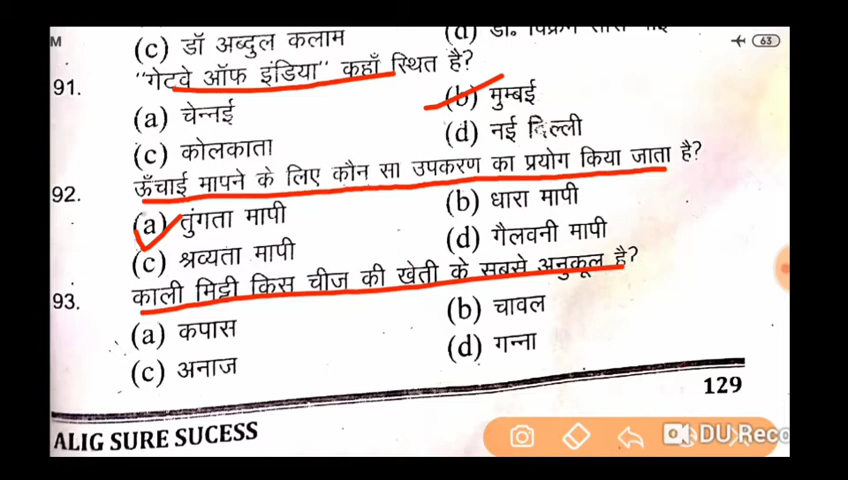 M
63
(c) डॉ अब्दुल कलाम (d) डॉ॰
91. "गेटवे ऑफ इंडिया" कहाँ स्थित है?
(a) चेन्नई (b) मुम्बई
(c) कोलकाता (d) नई दिल्ली
92. ऊँचाई मापने के लिए कौन सा उपकरण का प्रयोग किया जाता है?
(a) तुंगता मापी (b) धारा मापी
(c) श्रव्यता मापी (d) गैलवनी मापी
93. काली मिट्टी किस चीज की खेती के सबसे अनुकूल है?
(a) कपास (b) चावल
(c) अनाज (d) गन्ना
129
ALIG SURE SUCESS
DU Reco